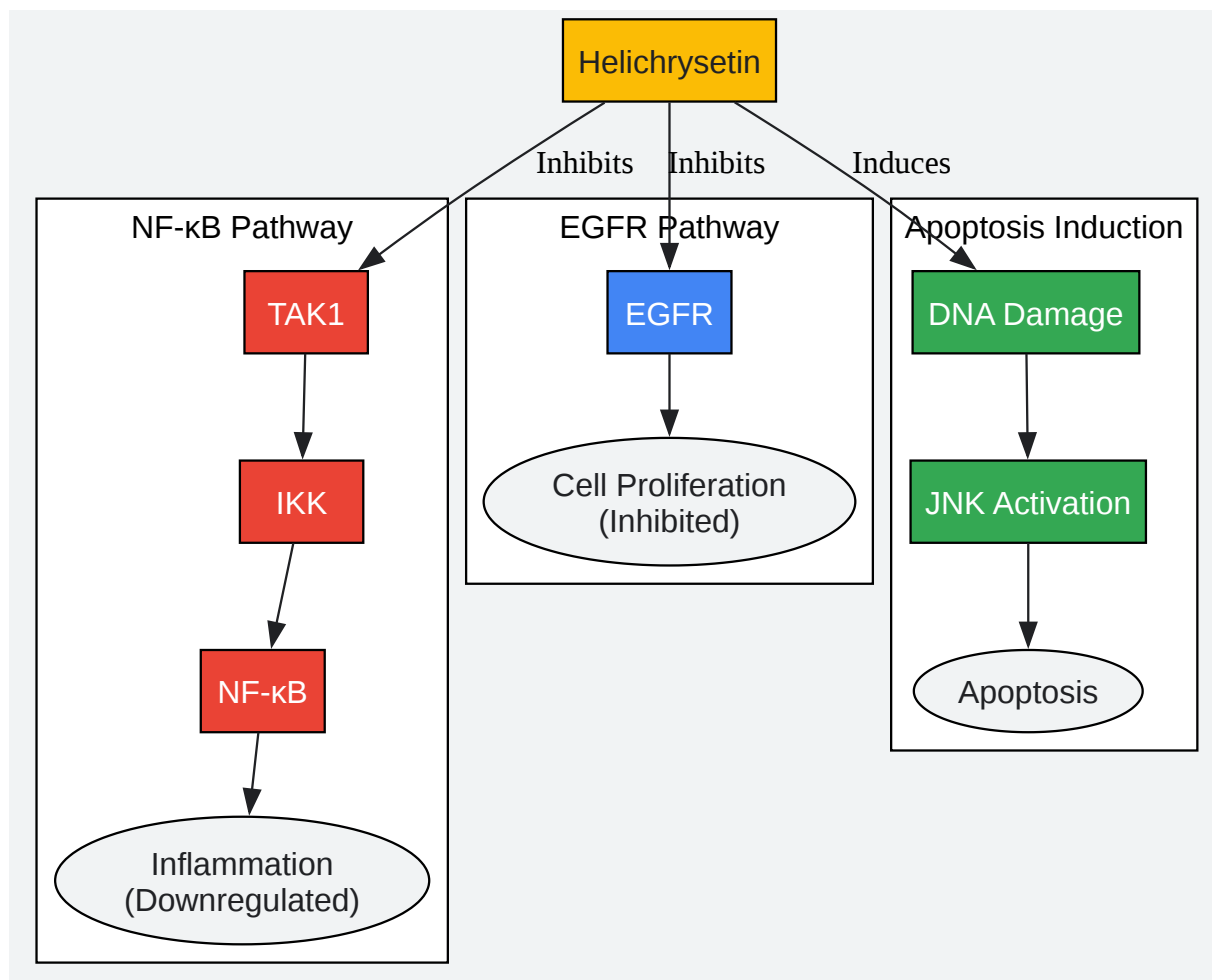 Helichrysetin
Inhibits
Inhibits
Induces
NF-κB Pathway
EGFR Pathway
Apoptosis Induction
TAK1
EGFR
DNA Damage
IKK
Cell Proliferation
(Inhibited)
JNK Activation
NF-κB
Apoptosis
Inflammation
(Downregulated)